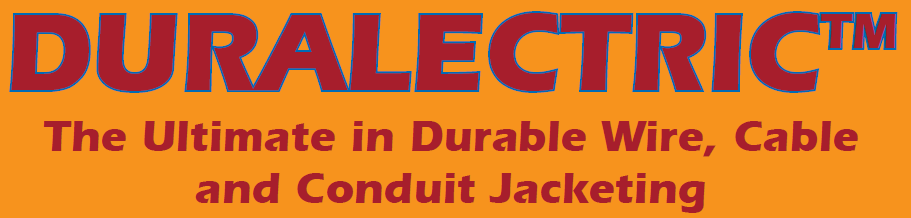 DURALECTRIC™
The Ultimate in Durable Wire, Cable
and Conduit Jacketing